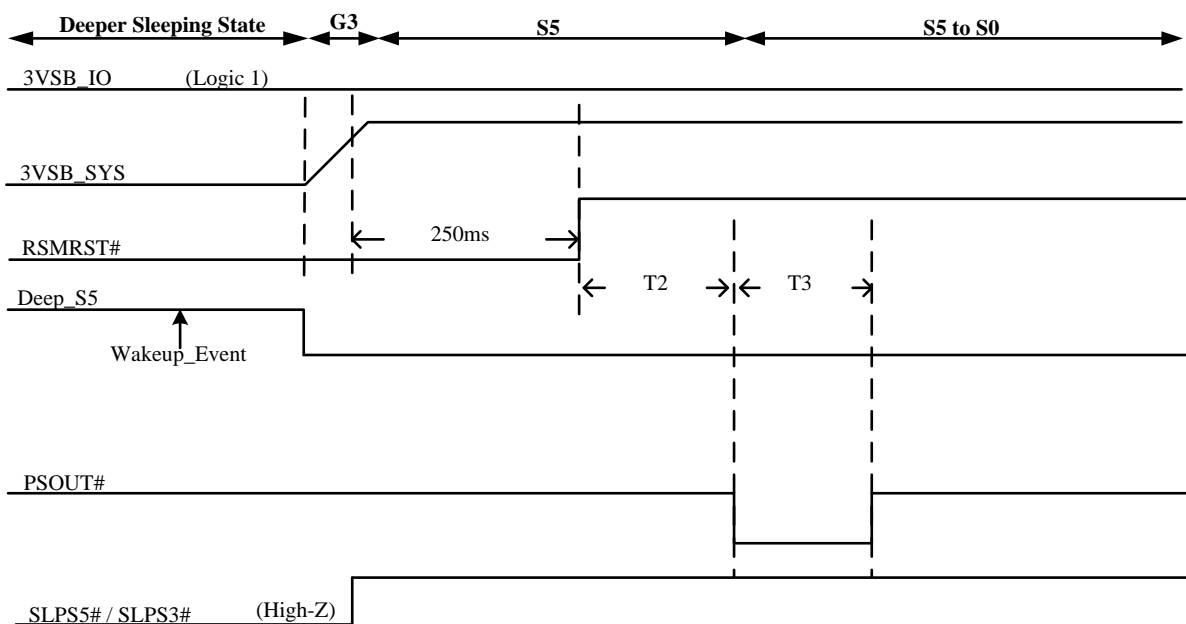 Deeper Sleeping State G3 S5 S5 to S0
3VSB_IO (Logic 1)
3VSB_SYS
RSMRST# 250ms
T2 T3
Deep_S5
Wakeup_Event
PSOUT#
SLPS5# / SLPS3# (High-Z)